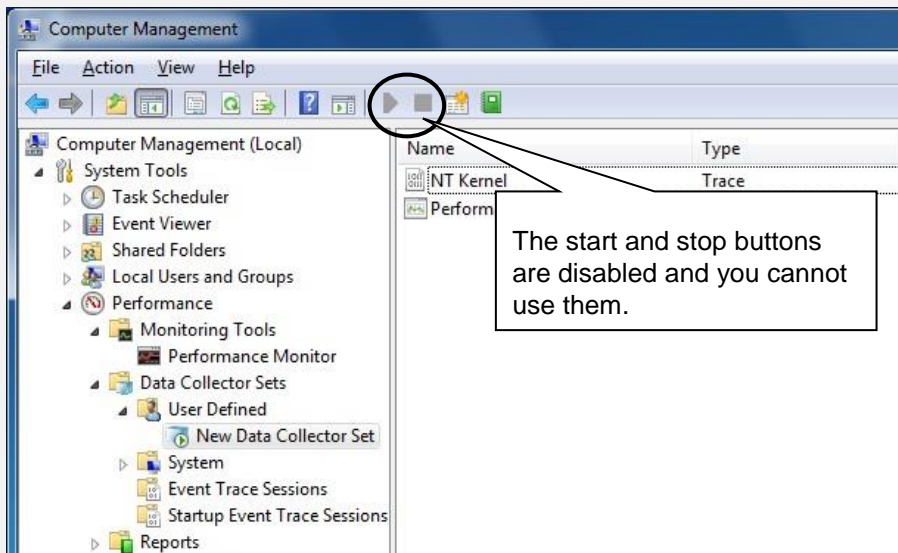 Computer Management
File Action View Help
Computer Management (Local)
Name Type
System Tools
NT Kernel Trace
Task Scheduler
Perform
Event Viewer
The start and stop buttons
are disabled and you cannot
use them.
Shared Folders
Local Users and Groups
Performance
Monitoring Tools
Performance Monitor
Data Collector Sets
User Defined
New Data Collector Set
System
Event Trace Sessions
Startup Event Trace Sessions
Reports